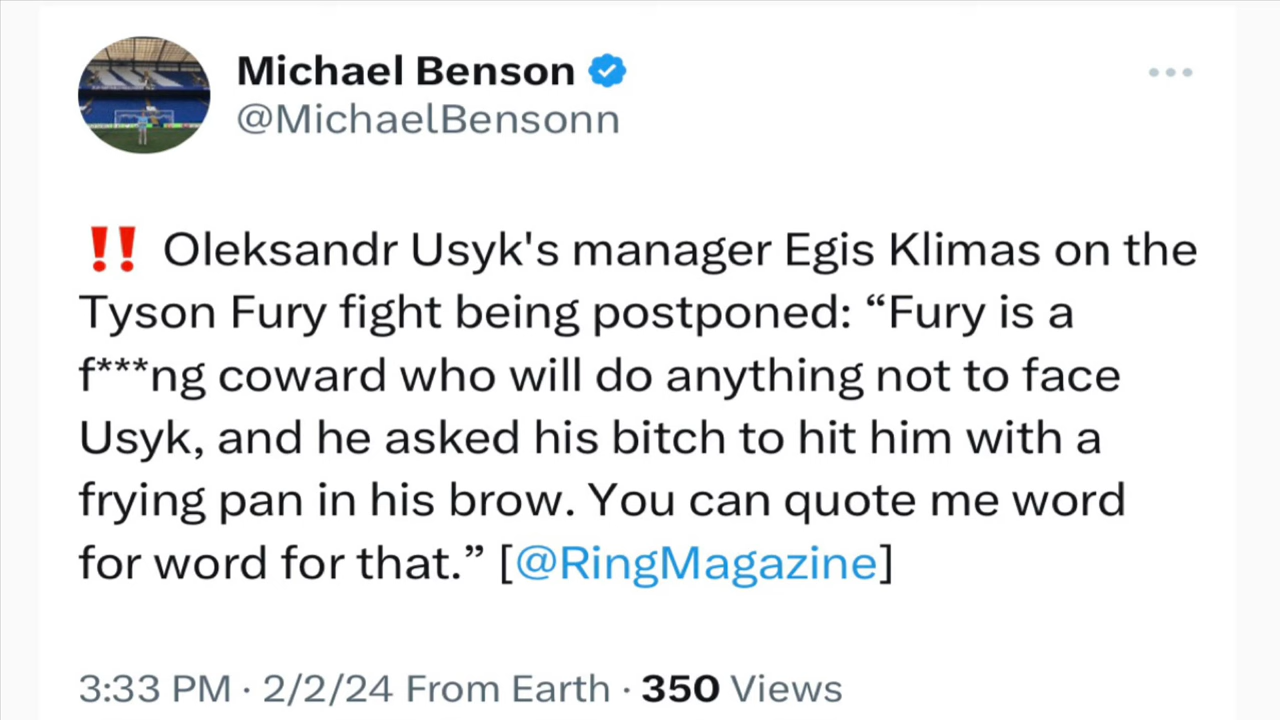 Michael Benson
@MichaelBensonn
‼️ Oleksandr Usyk's manager Egis Klimas on the
Tyson Fury fight being postponed: “Fury is a
f***ng coward who will do anything not to face
Usyk, and he asked his bitch to hit him with a
frying pan in his brow. You can quote me word
for word for that.” [@RingMagazine]
3:33 PM · 2/2/24 From Earth · 350 Views